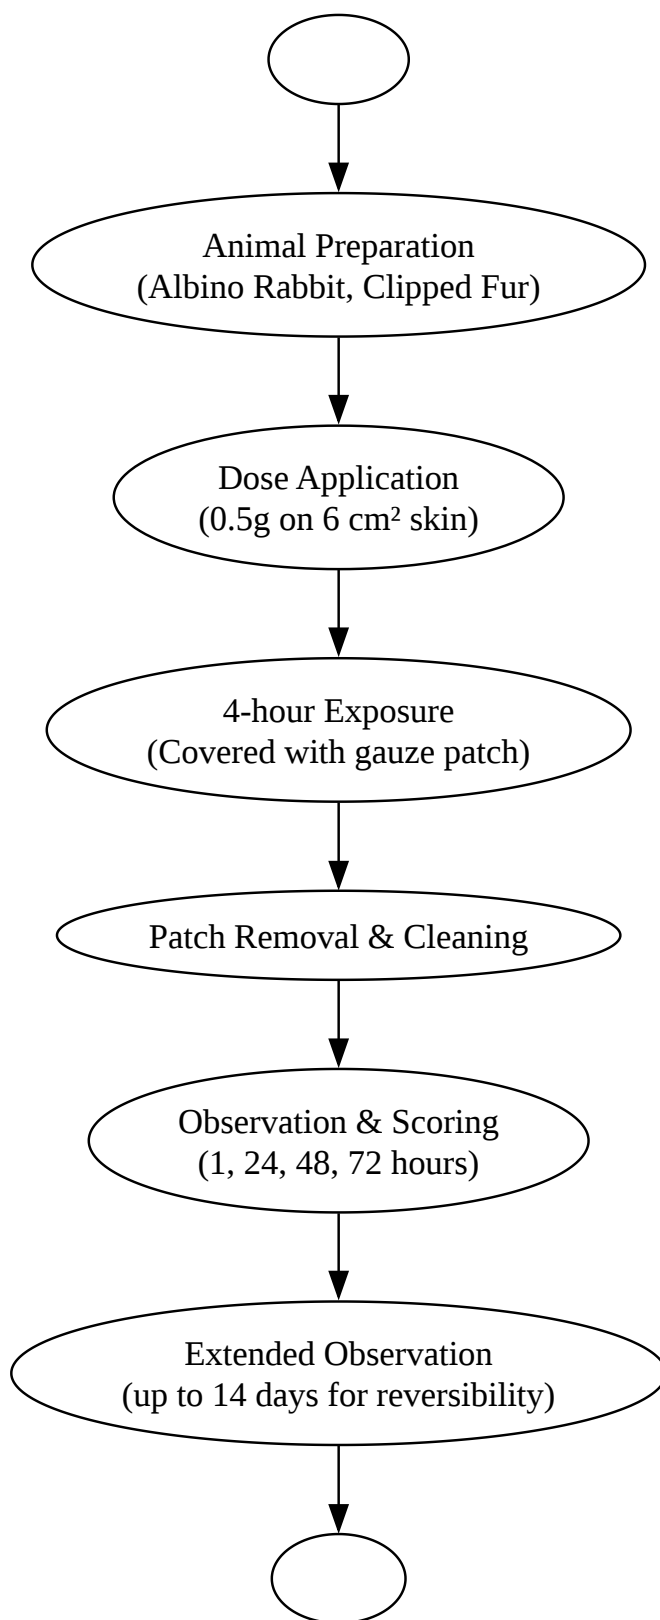 Animal Preparation
(Albino Rabbit, Clipped Fur)
Dose Application
(0.5g on 6 cm² skin)
4-hour Exposure
(Covered with gauze patch)
Patch Removal & Cleaning
Observation & Scoring
(1, 24, 48, 72 hours)
Extended Observation
(up to 14 days for reversibility)